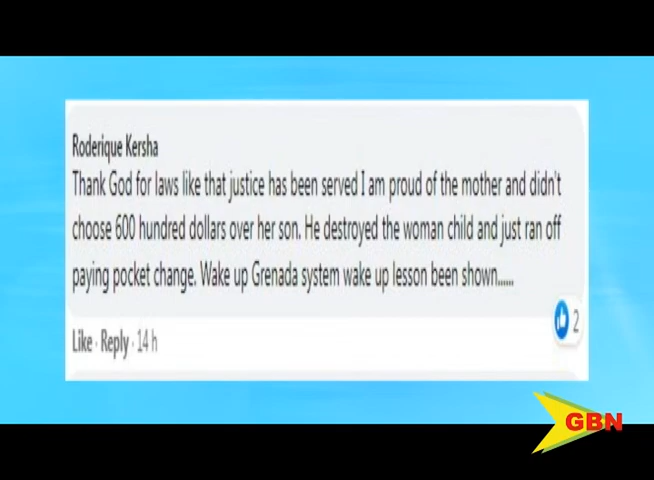 Roderique Kersha
Thank God for laws like that justice has been served I am proud of the mother and didn't
choose 600 hundred dollars over her son. He destroyed the woman child and just ran off
paying pocket change. Wake up Grenada system wake up lesson been shown......
2
Like · Reply · 14 h
GBN